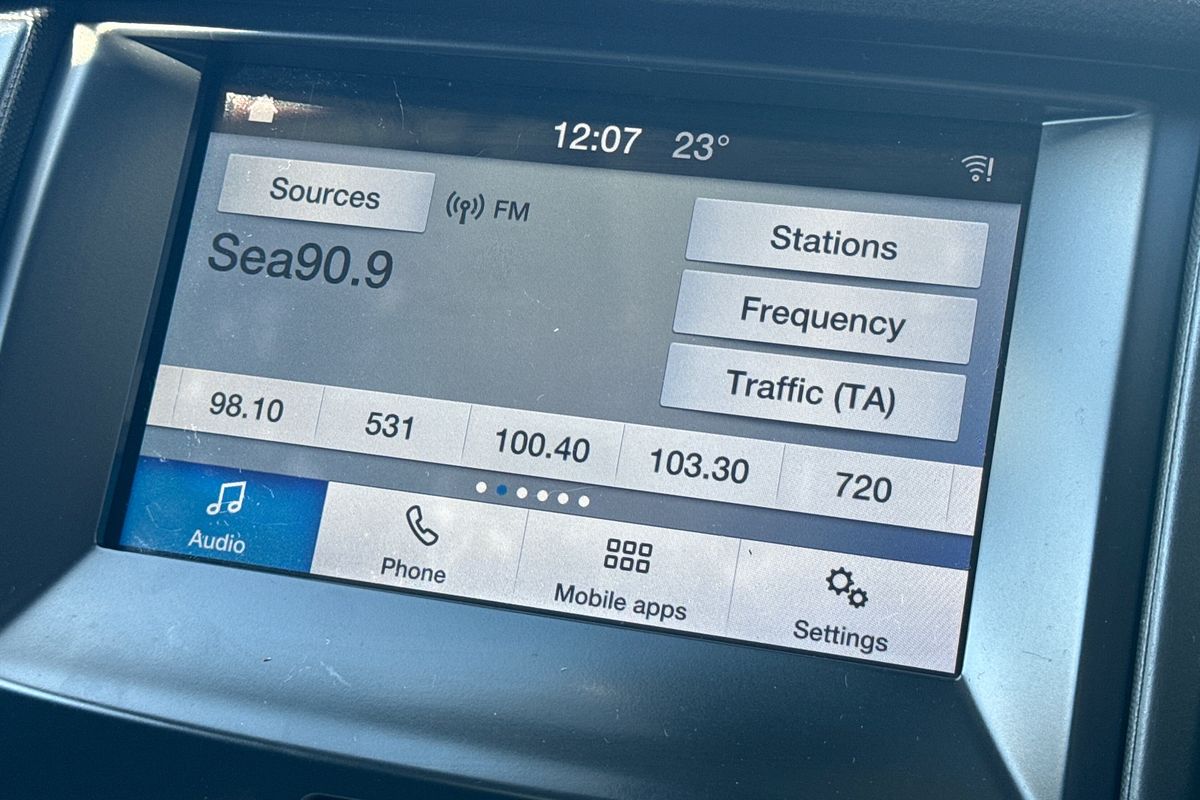 12:07 23°
Sources FM
Sea90.9
Stations
Frequency
Traffic (TA)
98.10 531 100.40 103.30 720
Audio Phone Mobile apps Settings